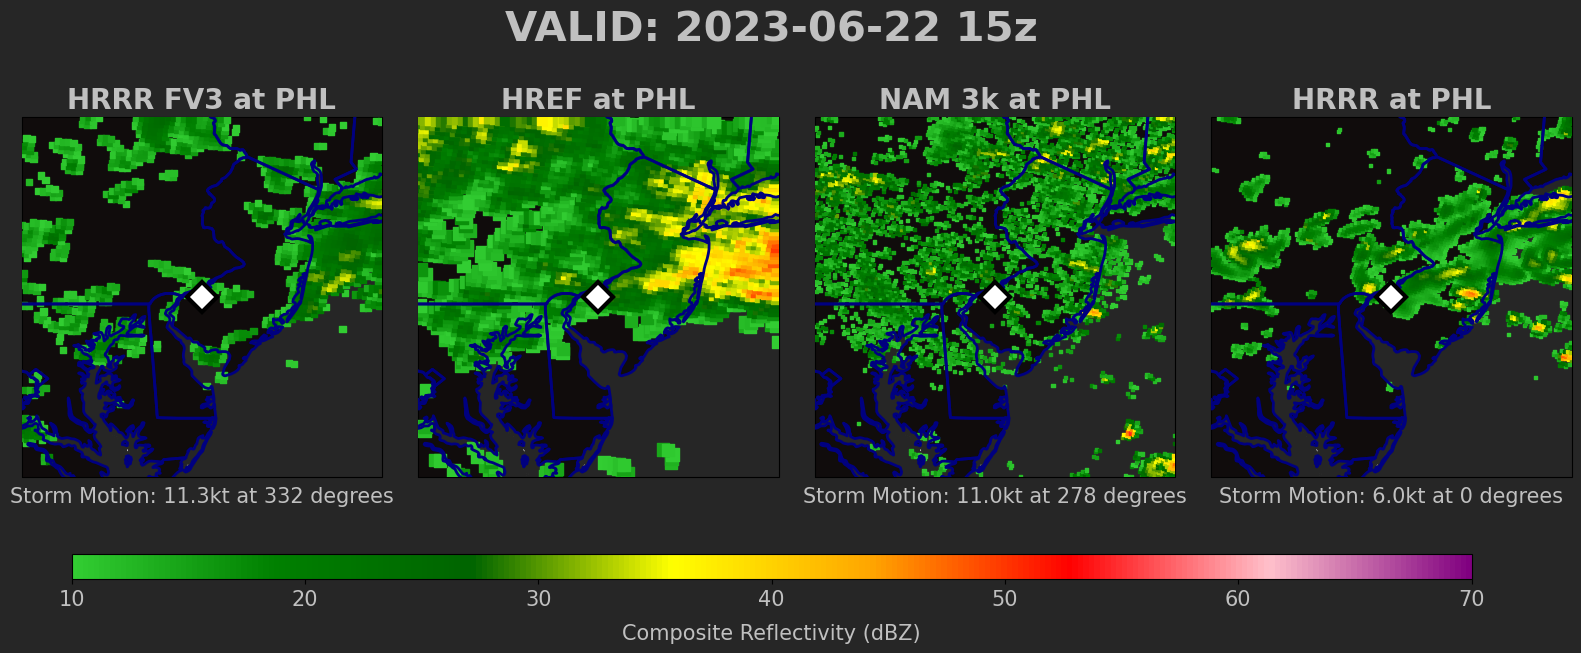 VALID: 2023-06-22 15z
HRRR FV3 at PHL
HREF at PHL
NAM 3k at PHL
HRRR at PHL
Storm Motion: 11.3kt at 332 degrees
Storm Motion: 11.0kt at 278 degrees
Storm Motion: 6.0kt at 0 degrees
10 20 30 40 50 60 70
Composite Reflectivity (dBZ)